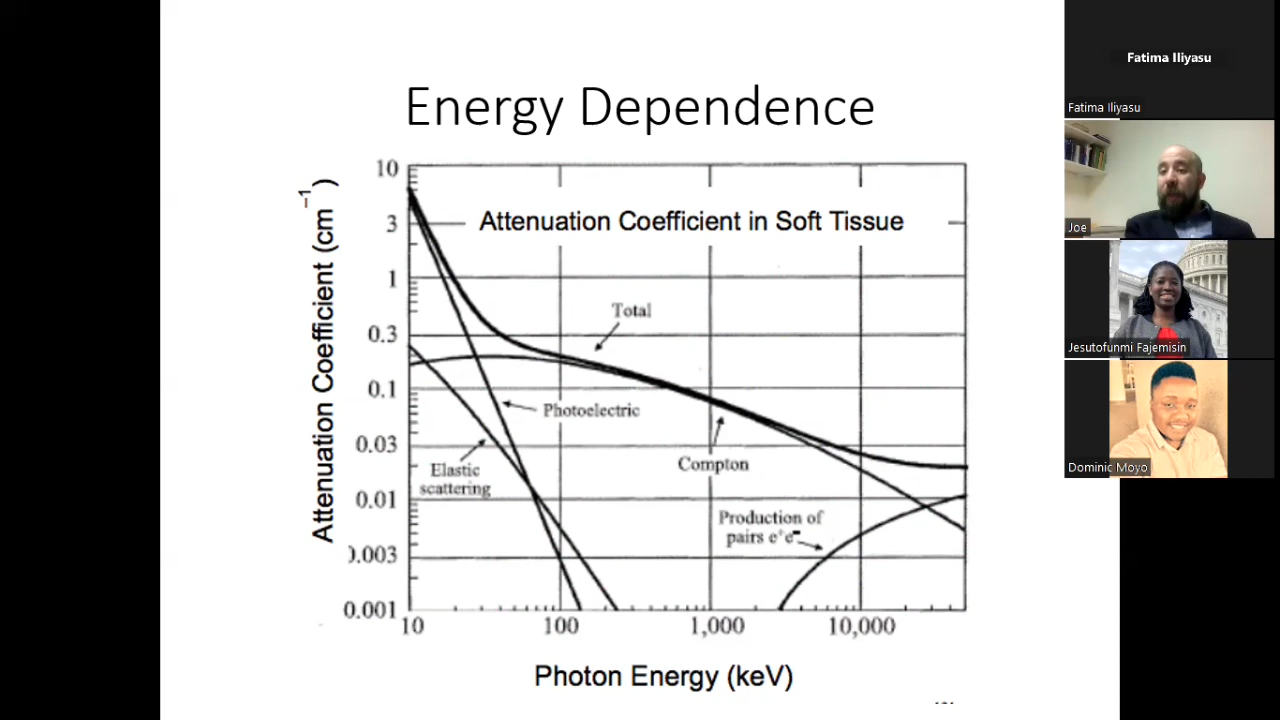 Energy Dependence
Attenuation Coefficient in Soft Tissue
Attenuation Coefficient (cm⁻¹)
10
3
1
0.3
0.1
0.03
0.01
0.003
0.001
Total
Photoelectric
Elastic
scattering
Compton
Production of
pairs e⁺e⁻
10
100
1,000
10,000
Photon Energy (keV)
Fatima Iliyasu
Fatima Iliyasu
Joe
Jesutofunmi Fajemisin
Dominic Moyo